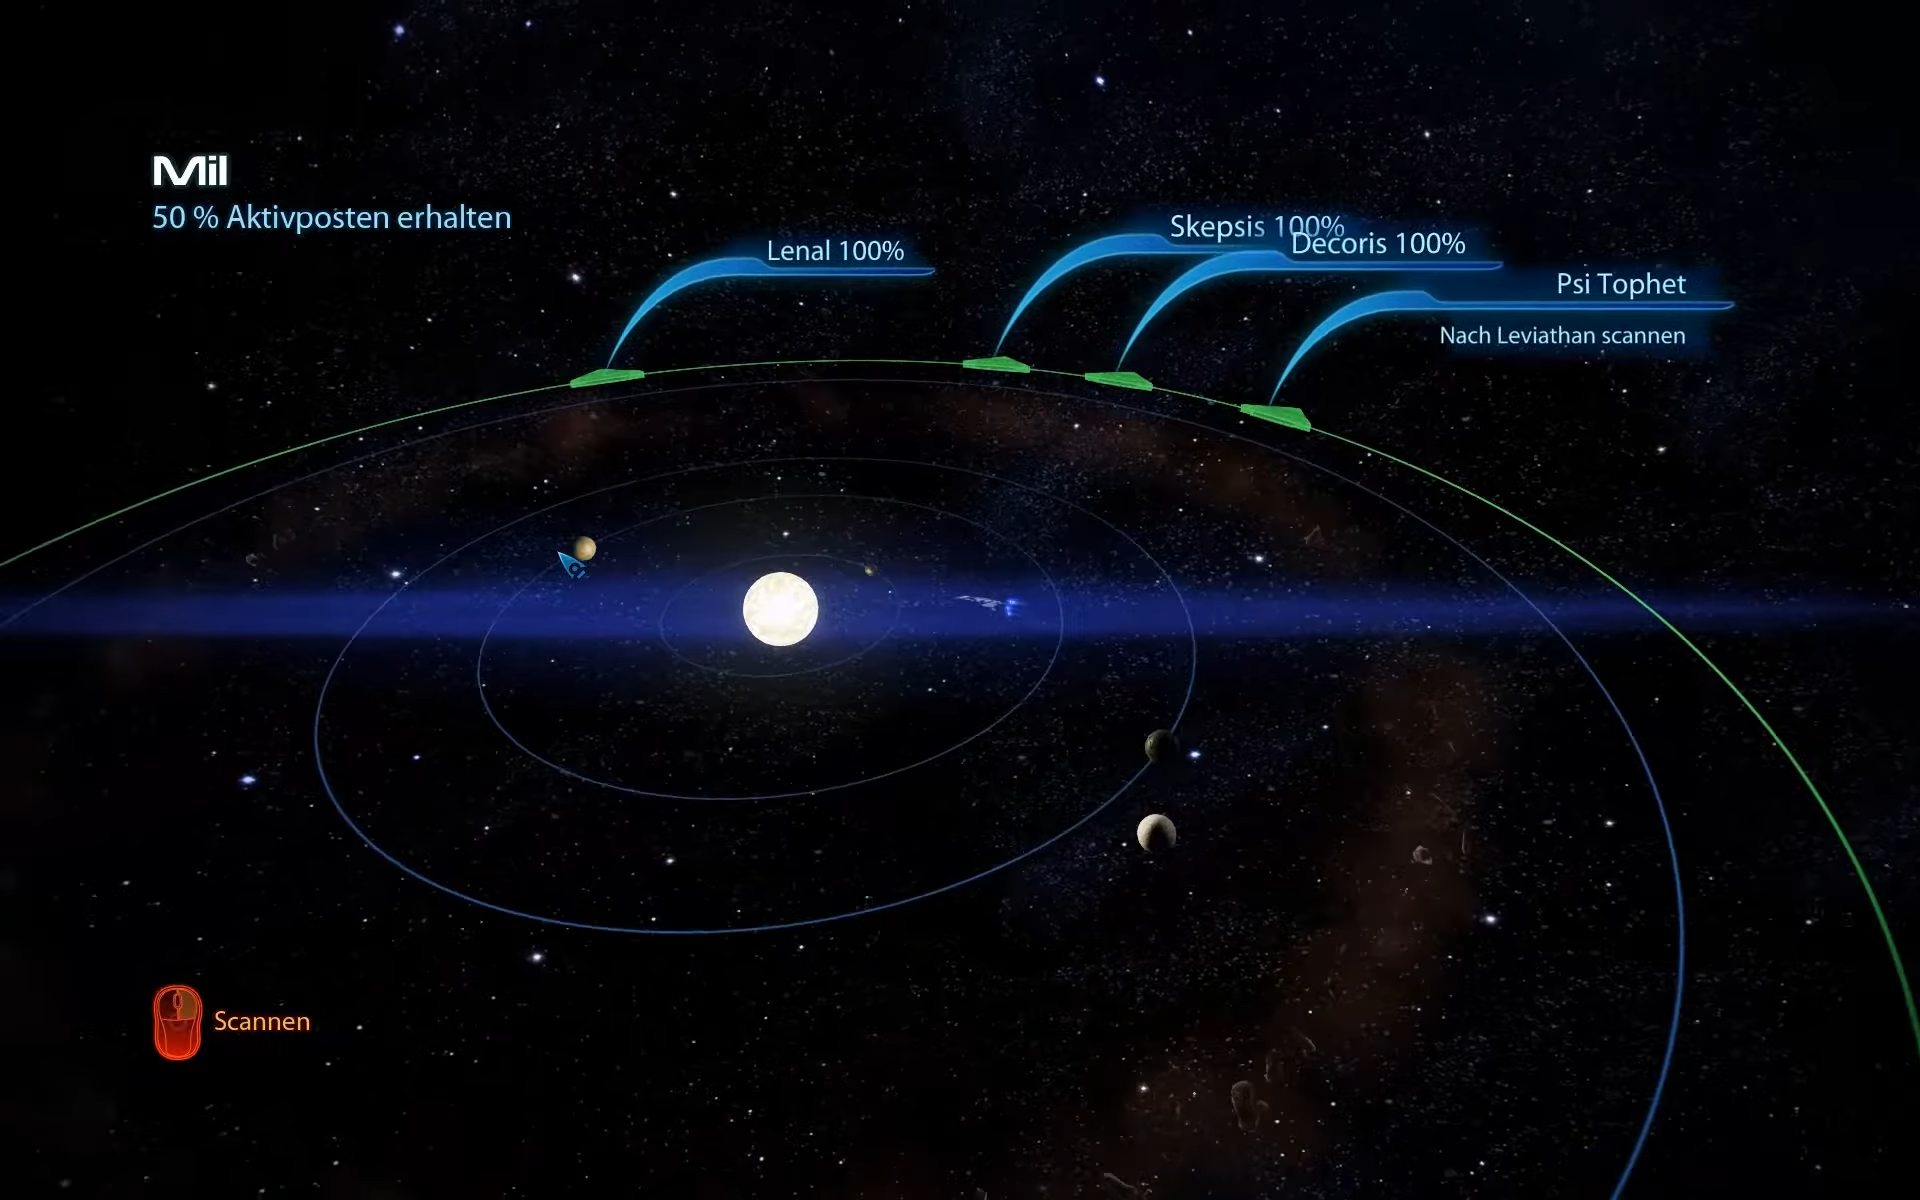 Mil
50 % Aktivposten erhalten
Lenal 100%
Skepsis 100%
Decoris 100%
Psi Tophet
Nach Leviathan scannen
Scannen